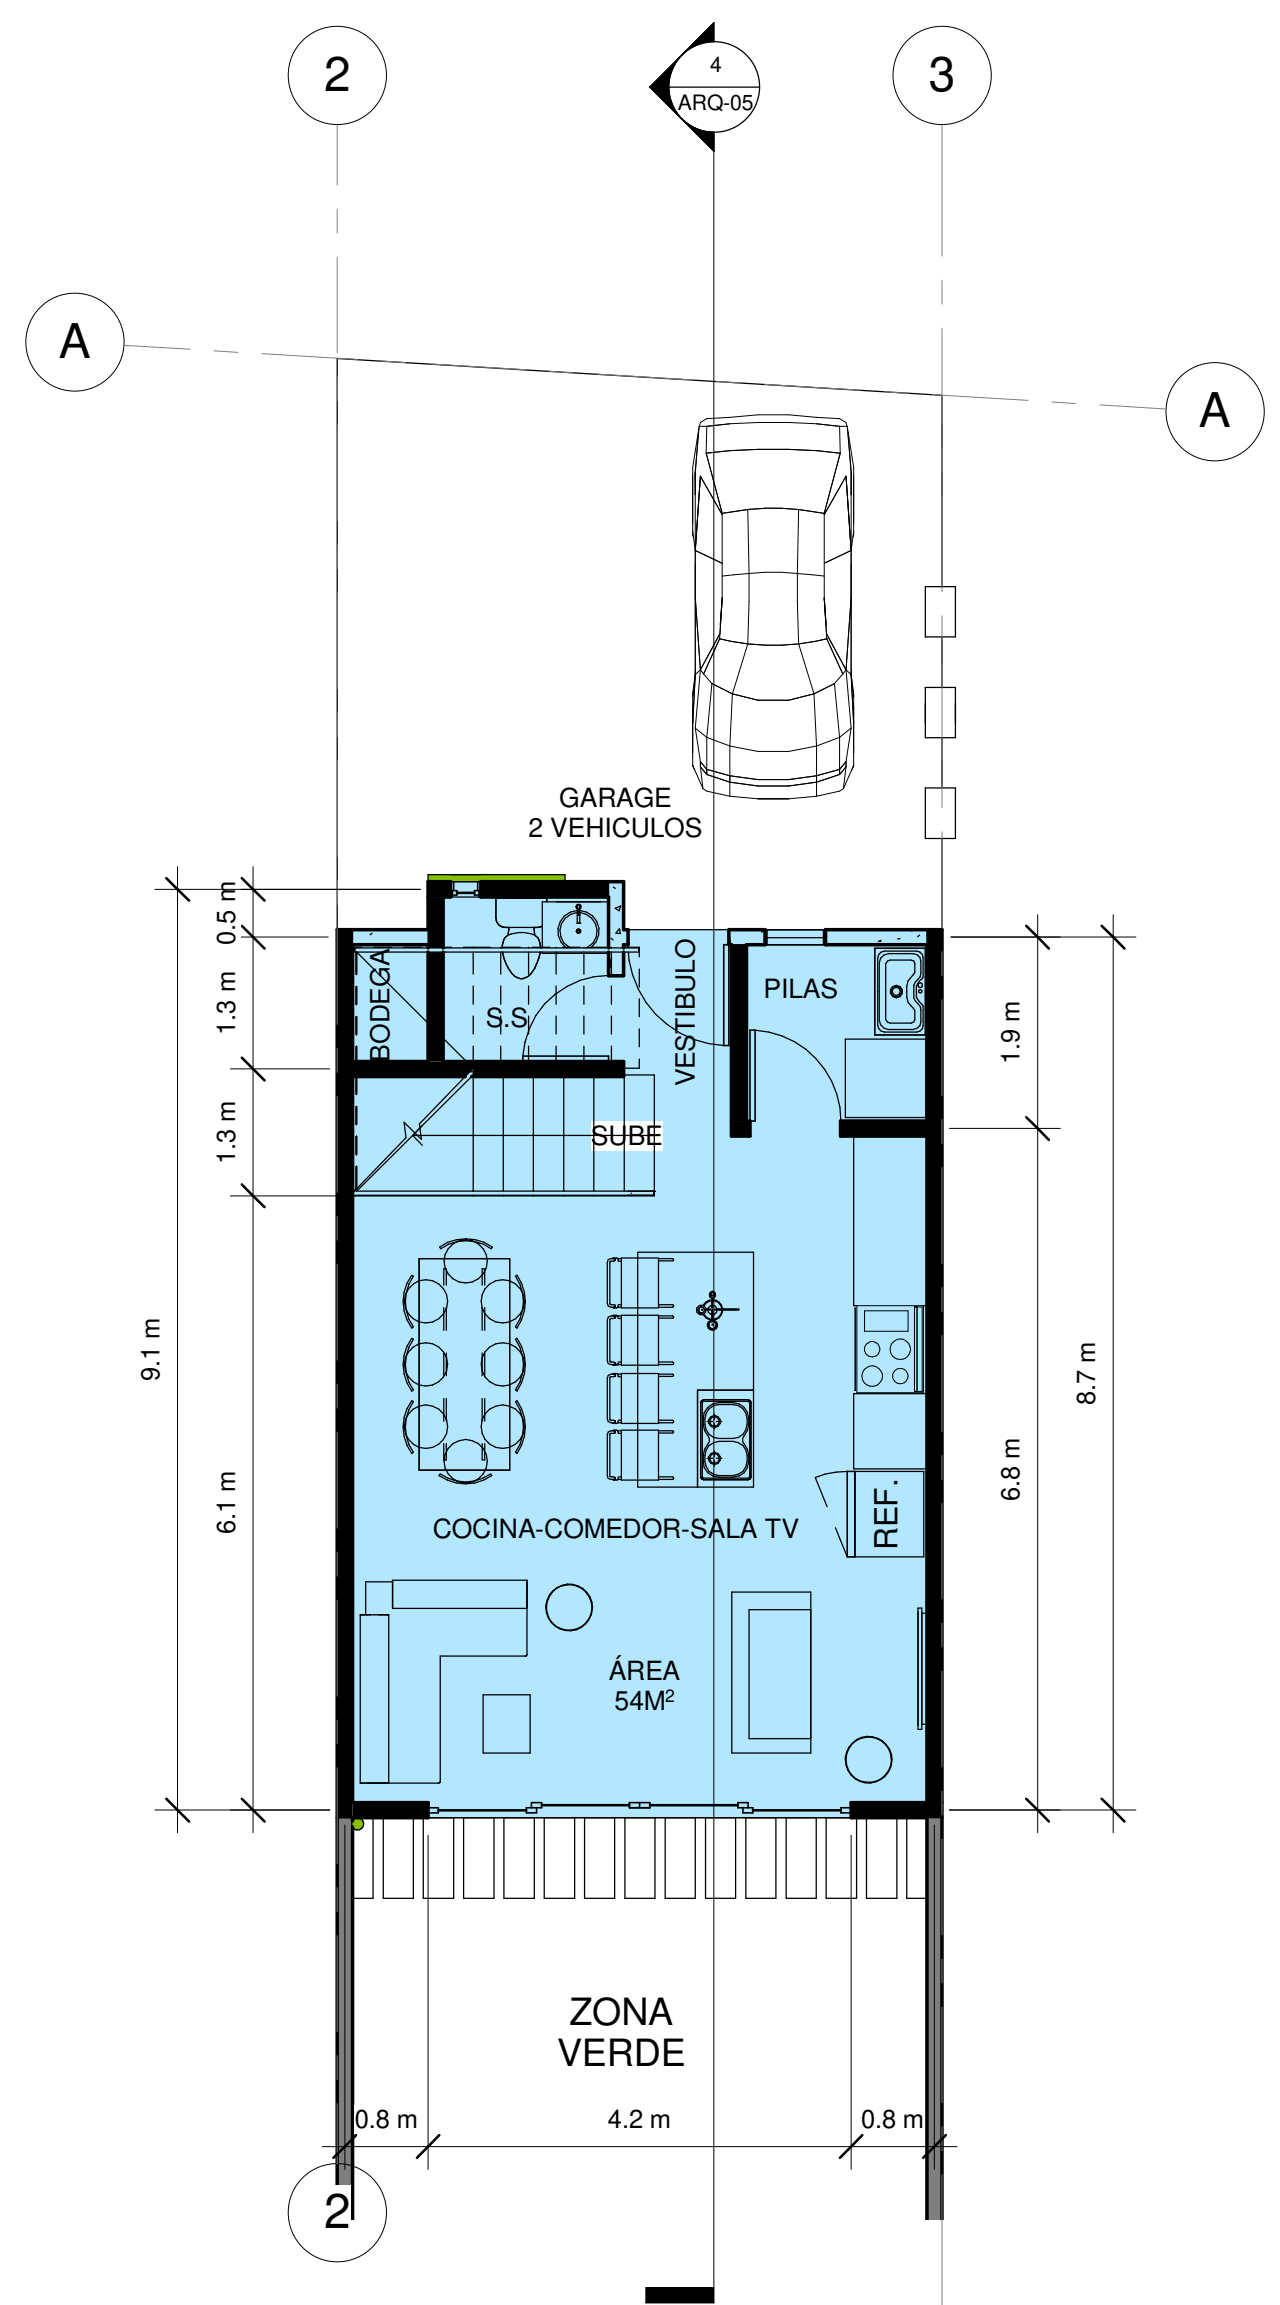 2
4
ARQ-05
3
A
A
GARAGE
2 VEHICULOS
0.5 m
1.3 m
BODEGA
S.S
VESTIBULO
PILAS
1.9 m
1.3 m
SUBE
9.1 m
6.1 m
8.7 m
6.8 m
REF.
COCINA-COMEDOR-SALA TV
ÁREA
54M²
ZONA
VERDE
0.8 m
4.2 m
0.8 m
2